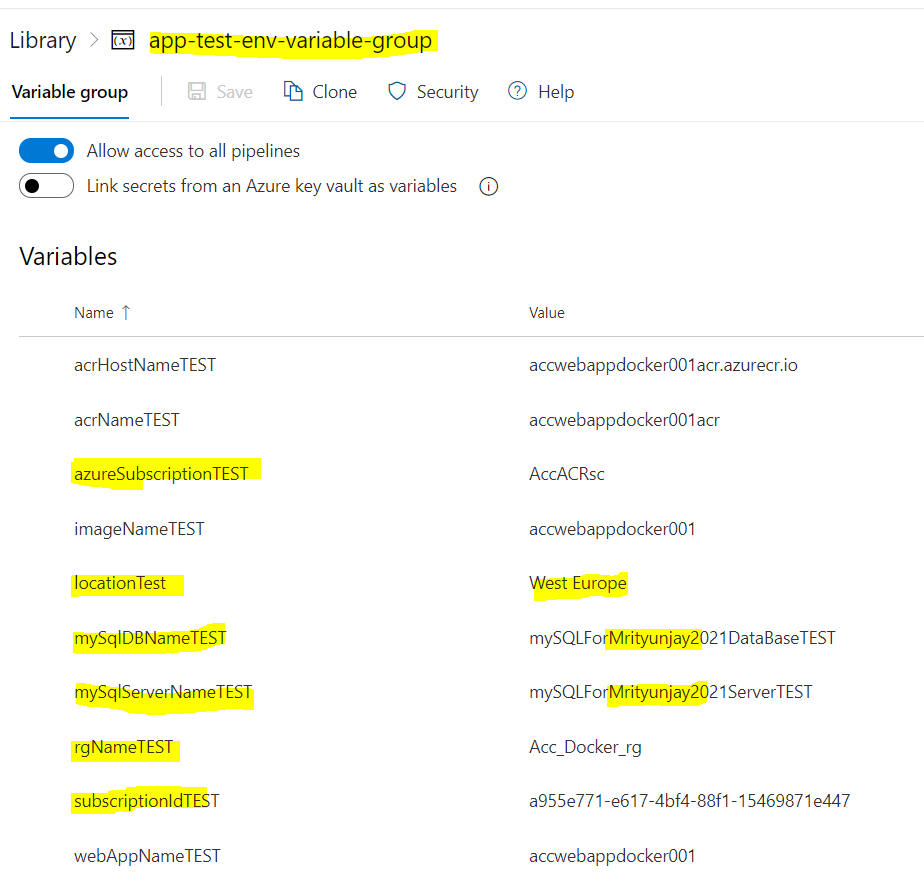 Library > (x) app-test-env-variable-group
Variable group Save Clone Security ? Help
Allow access to all pipelines
Link secrets from an Azure key vault as variables i
Variables
Name ↑ Value
acrHostNameTEST accwebappdocker001acr.azurecr.io
acrNameTEST accwebappdocker001acr
azureSubscriptionTEST AccACRsc
imageNameTEST accwebappdocker001
locationTest West Europe
mySqlDBNameTEST mySQLForMrityunjay2021DataBaseTEST
mySqlServerNameTEST mySQLForMrityunjay2021ServerTEST
rgNameTEST Acc_Docker_rg
subscriptionIdTEST a955e771-e617-4bf4-88f1-15469871e447
webAppNameTEST accwebappdocker001